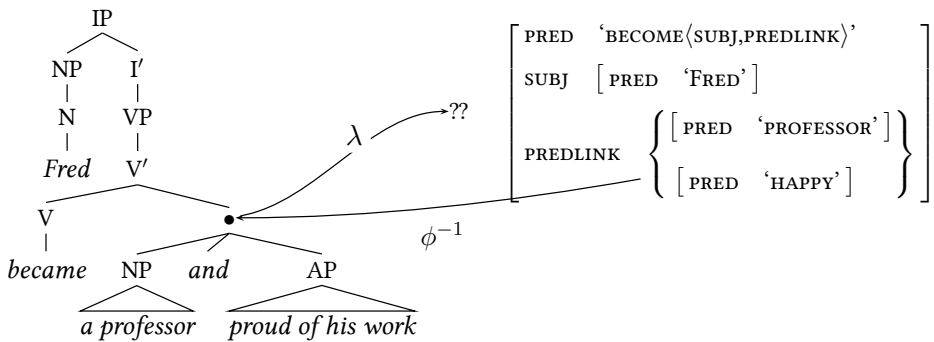 IP
NP I′
N VP
Fred V′
V
became NP and AP
a professor proud of his work
λ
??
ϕ−1
PRED ‘BECOME⟨SUBJ,PREDLINK⟩’
SUBJ [ PRED ‘FRED’ ]
PREDLINK { [ PRED ‘PROFESSOR’ ]
[ PRED ‘HAPPY’ ] }